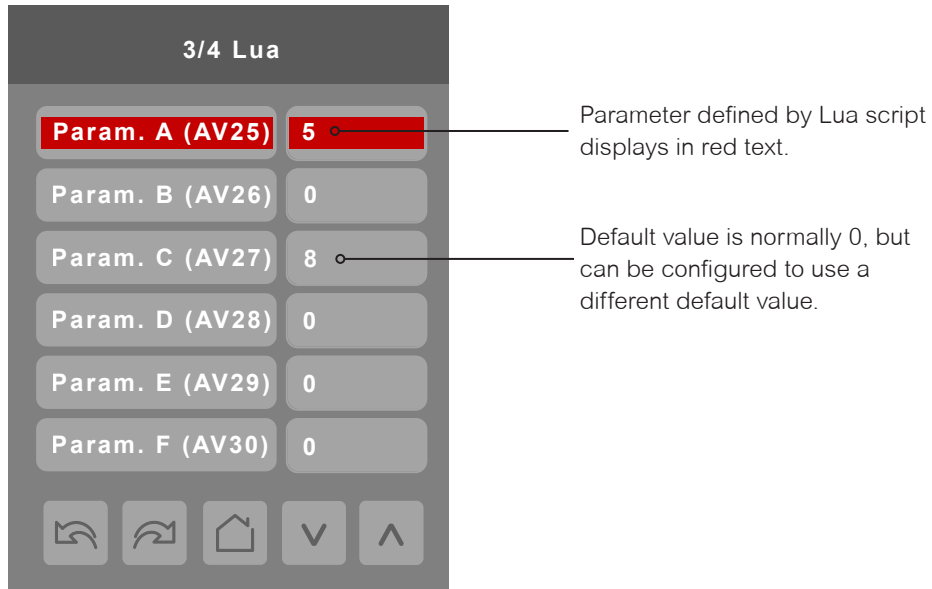 3/4 Lua
Param. A (AV25) 5
Parameter defined by Lua script
displays in red text.
Param. B (AV26) 0
Param. C (AV27) 8
Default value is normally 0, but
can be configured to use a
different default value.
Param. D (AV28) 0
Param. E (AV29) 0
Param. F (AV30) 0